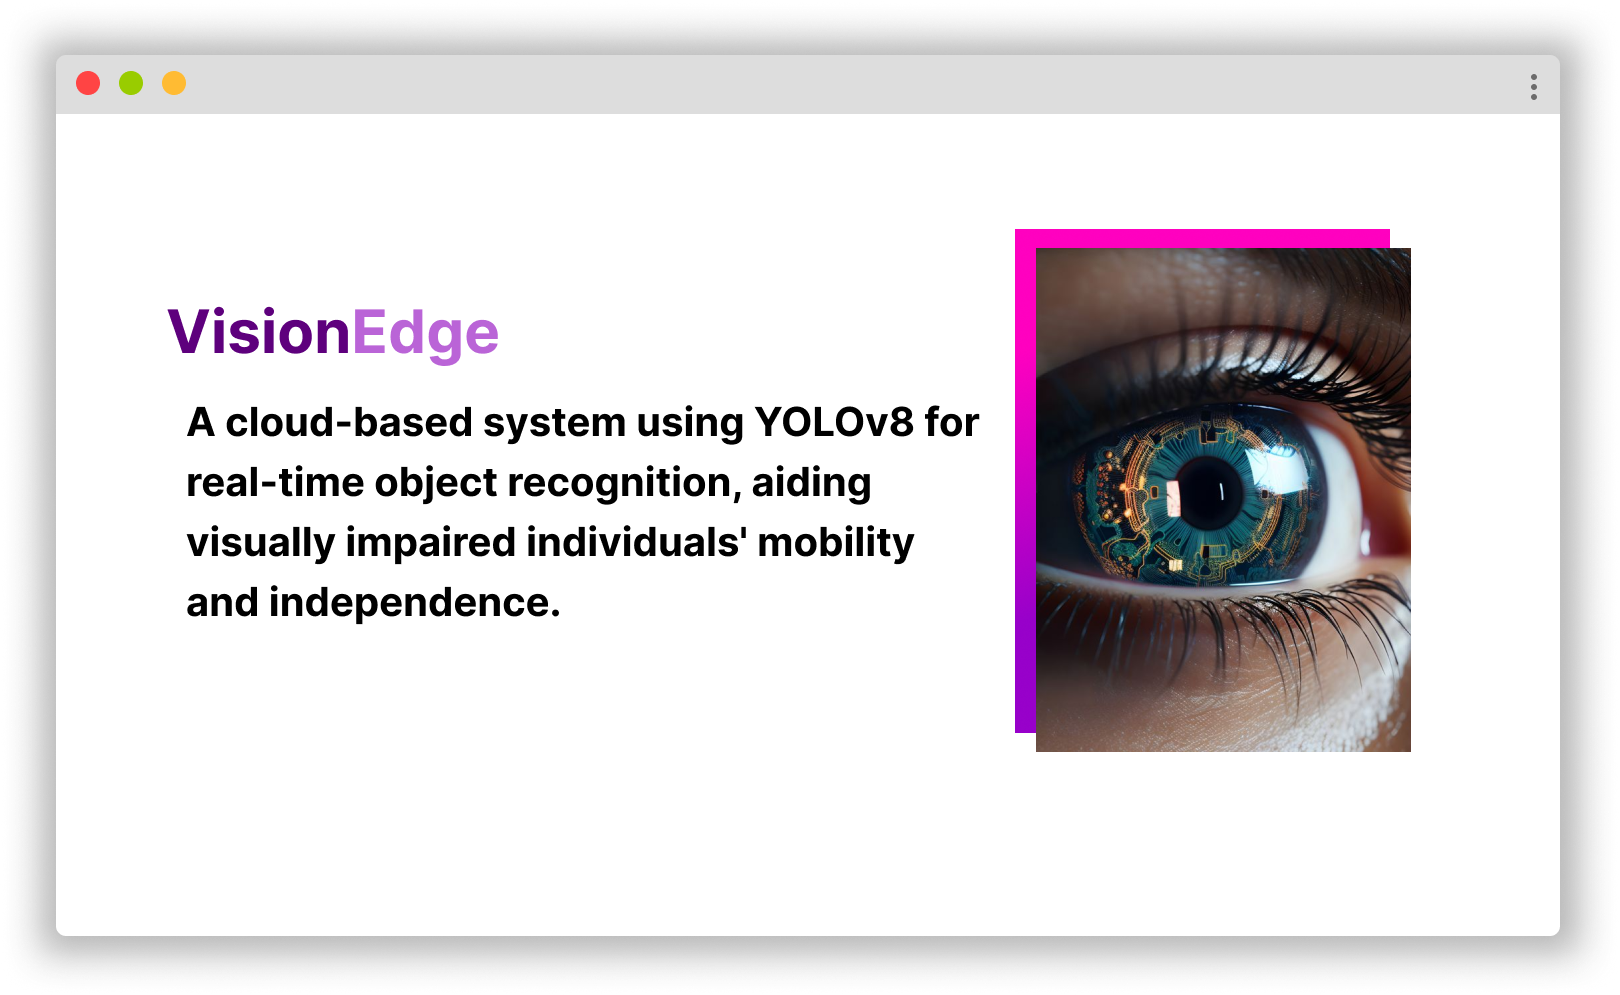 VisionEdge
A cloud-based system using YOLOv8 for
real-time object recognition, aiding
visually impaired individuals' mobility
and independence.